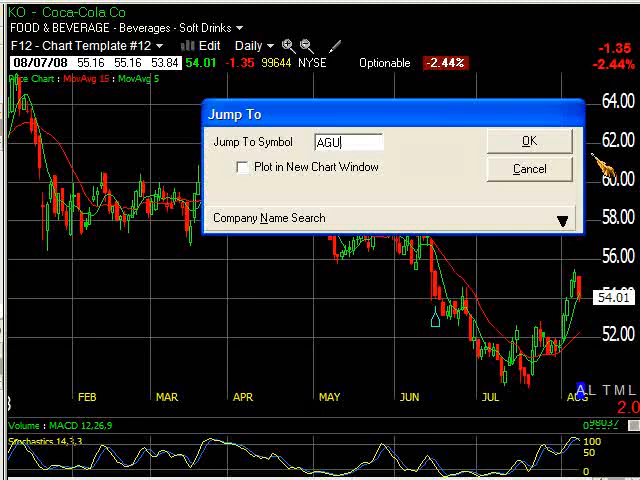 KO - Coca-Cola Co
FOOD & BEVERAGE - Beverages - Soft Drinks
F12 - Chart Template #12 Edit Daily
08/07/08 55.16 55.16 53.84 54.01 -1.35 99644 NYSE Optionable -2.44%
-1.35
-2.44%
Price Chart : MovAvg 15 : MovAvg 5
64.00
62.00
60.00
58.00
56.00
54.01
52.00
Jump To
Jump To Symbol AGU
OK
Plot in New Chart Window
Cancel
Company Name Search
FEB MAR APR MAY JUN JUL AUG
A L T M L
2.0
Volume : MACD 12,26,9
98037
Stochastics 14,3,3
100
50
0